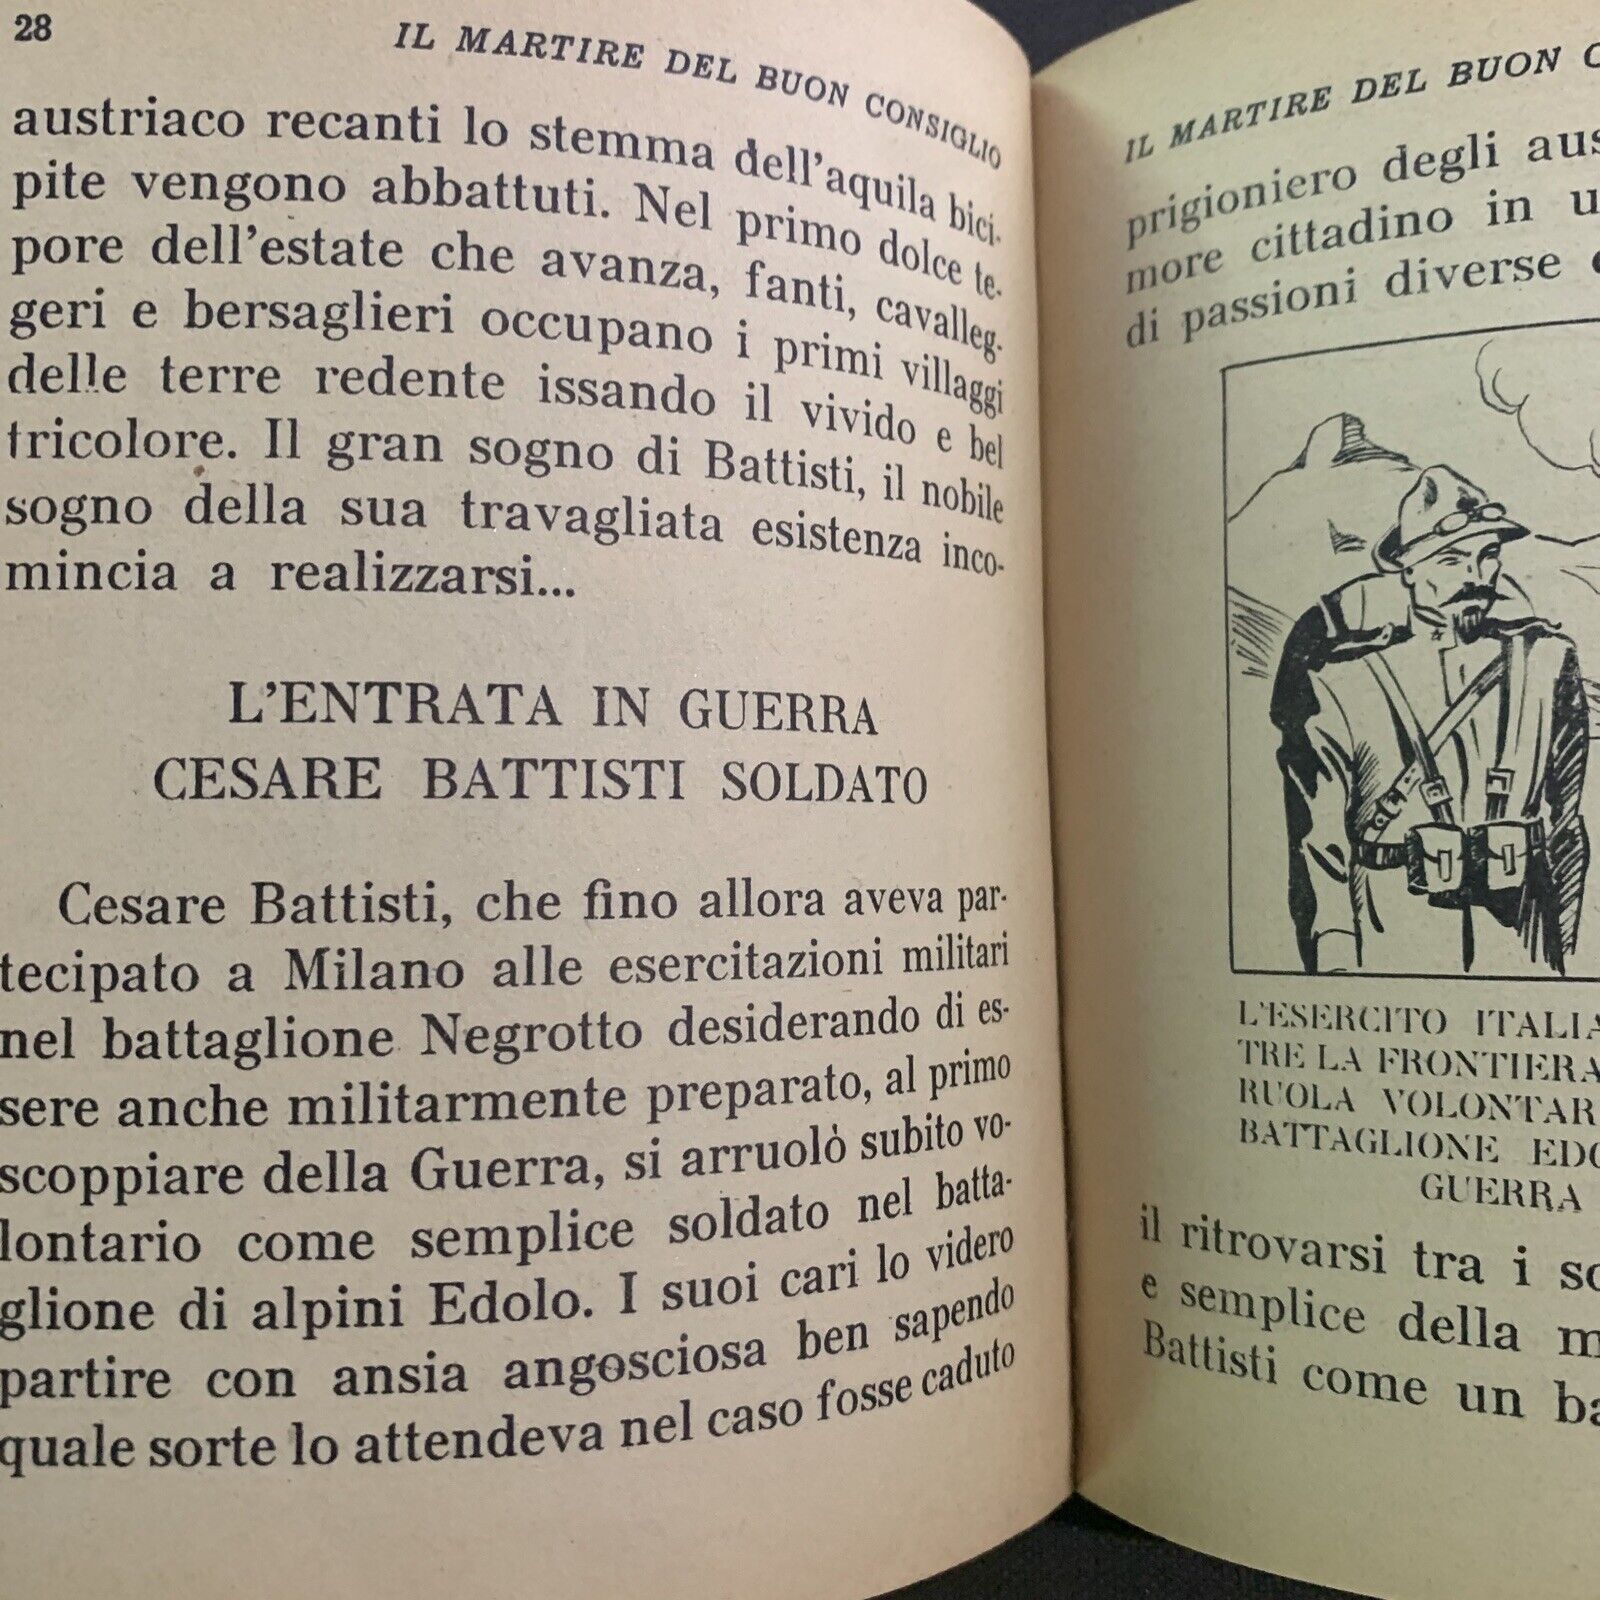 28
IL MARTIRE DEL BUON CONSIGLIO
austriaco recanti lo stemma dell'aquila bici-
pite vengono abbattuti. Nel primo dolce te-
pore dell'estate che avanza, fanti, cavalleg-
geri e bersaglieri occupano i primi villaggi
delle terre redente issando il vivido e bel
tricolore. Il gran sogno di Battisti, il nobile
sogno della sua travagliata esistenza inco-
mincia a realizzarsi...
L'ENTRATA IN GUERRA
CESARE BATTISTI SOLDATO
Cesare Battisti, che fino allora aveva par-
tecipato a Milano alle esercitazioni militari
nel battaglione Negrotto desiderando di es-
sere anche militarmente preparato, al primo
scoppiare della Guerra, si arruolò subito vo-
lontario come semplice soldato nel batta-
glione di alpini Edolo. I suoi cari lo videro
partire con ansia angosciosa ben sapendo
quale sorte lo attendeva nel caso fosse caduto
IL MARTIRE DEL BUON
prigioniero degli
more cittadino in
di passioni diverse
L'ESERCITO
TRE LA FRONTIERA
RUOLA
BATTAGLIONE
GUERRA
il ritrovarsi tra i
e semplice della
Battisti come un